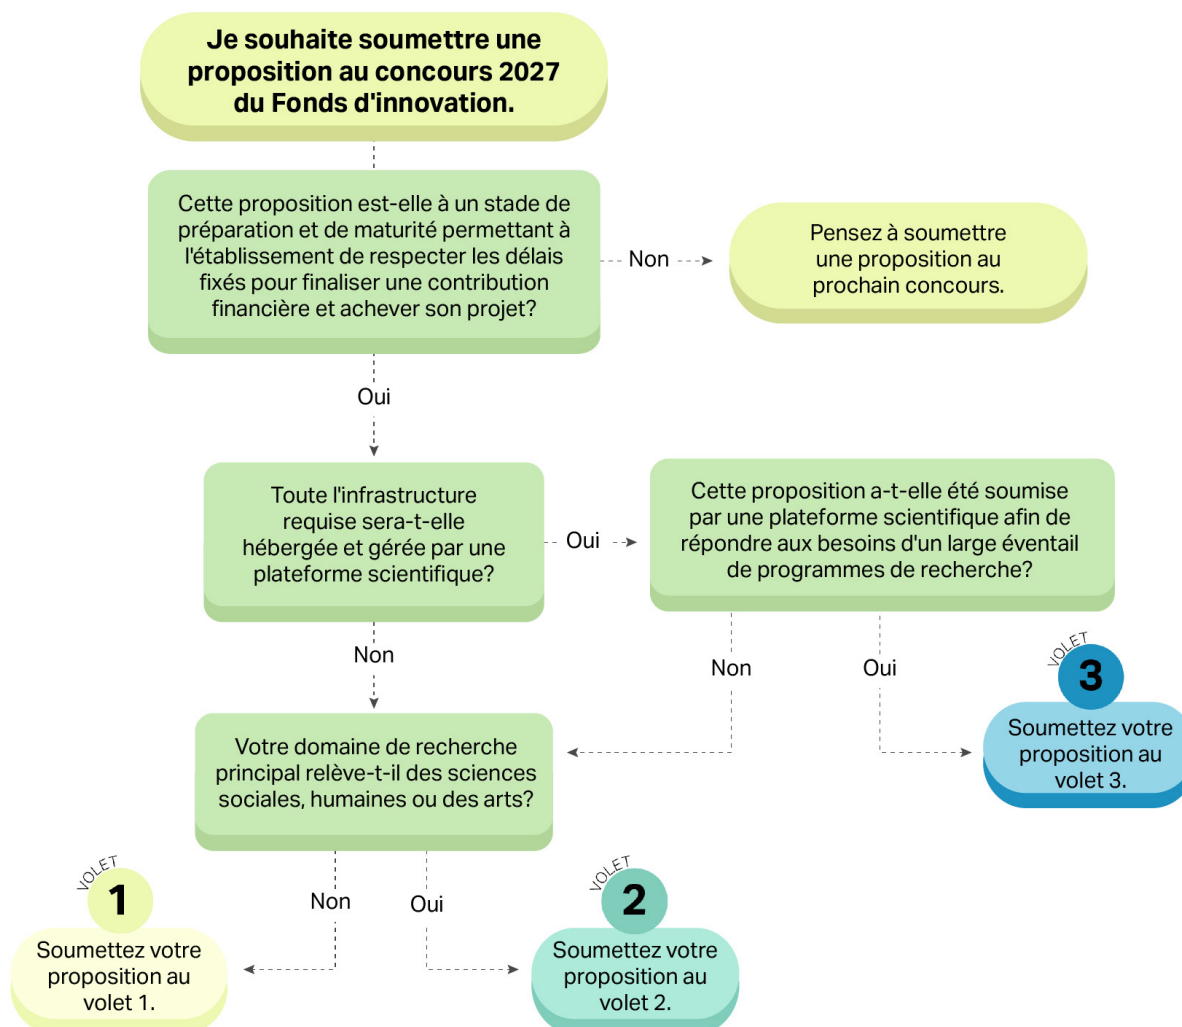 Je souhaite soumettre une
proposition au concours 2027
du Fonds d'innovation.
Cette proposition est-elle à un stade de
préparation et de maturité permettant à
l'établissement de respecter les délais
fixés pour finaliser une contribution
financière et achever son projet?
Non
Pensez à soumettre
une proposition au
prochain concours.
Oui
Toute l'infrastructure
requise sera-t-elle
hébergée et gérée par une
plateforme scientifique?
Oui
Cette proposition a-t-elle été soumise
par une plateforme scientifique afin de
répondre aux besoins d'un large éventail
de programmes de recherche?
Non
Non
Oui
VOLET
3
Soumettez votre
proposition au
volet 3.
Votre domaine de recherche
principal relève-t-il des sciences
sociales, humaines ou des arts?
Non
Oui
VOLET
1
Soumettez votre
proposition au
volet 1.
VOLET
2
Soumettez votre
proposition au
volet 2.